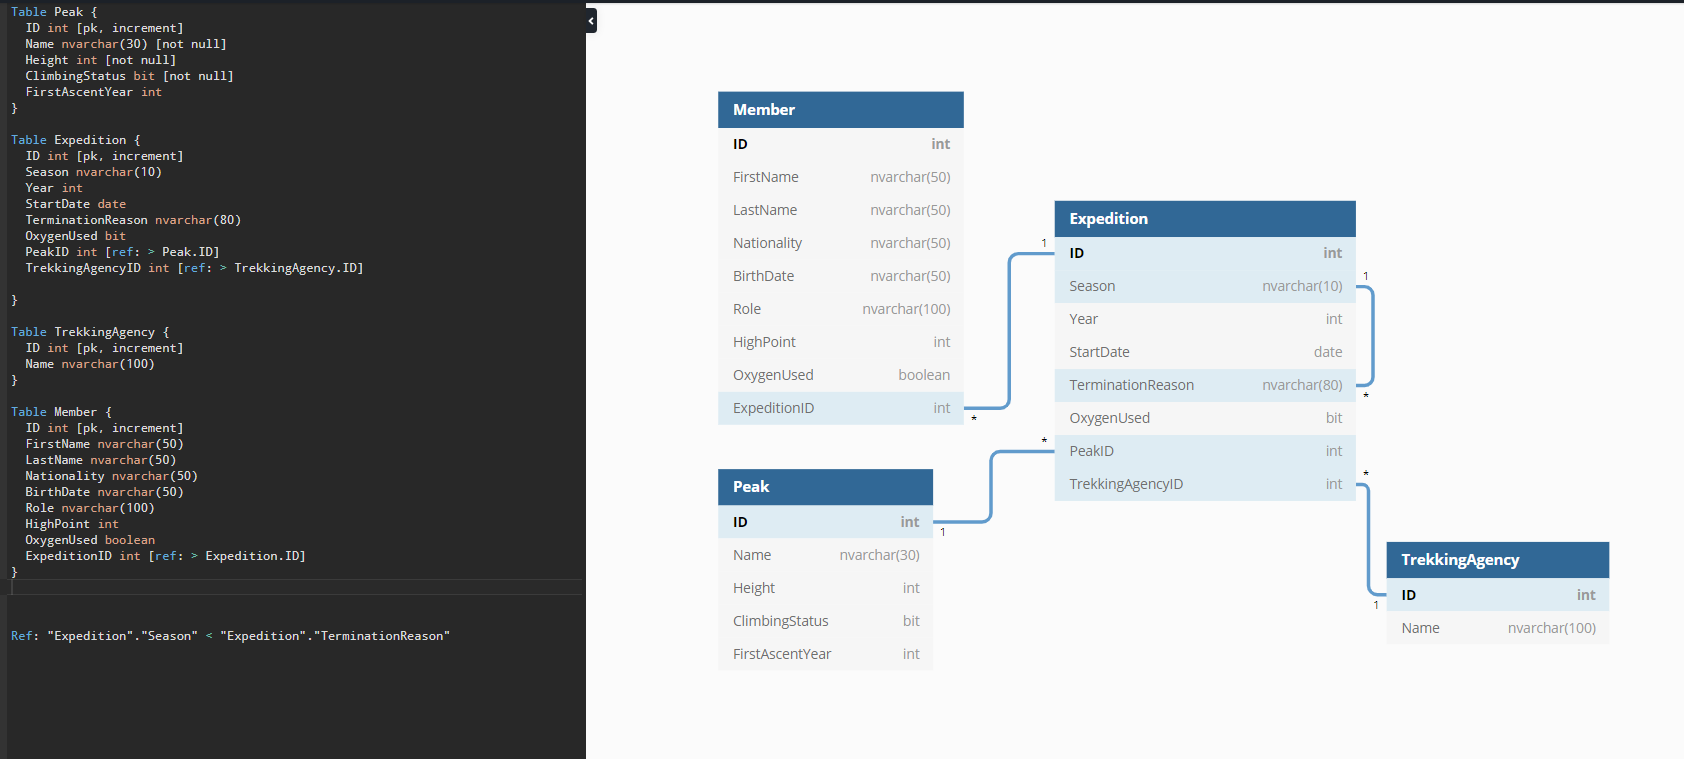 Table Peak {
ID int [pk, increment]
Name nvarchar(30) [not null]
Height int [not null]
ClimbingStatus bit [not null]
FirstAscentYear int
}
Table Expedition {
ID int [pk, increment]
Season nvarchar(10)
Year int
StartDate date
TerminationReason nvarchar(80)
OxygenUsed bit
PeakID int [ref: > Peak.ID]
TrekkingAgencyID int [ref: > TrekkingAgency.ID]
}
Table TrekkingAgency {
ID int [pk, increment]
Name nvarchar(100)
}
Table Member {
ID int [pk, increment]
FirstName nvarchar(50)
LastName nvarchar(50)
Nationality nvarchar(50)
BirthDate nvarchar(50)
Role nvarchar(100)
HighPoint int
OxygenUsed boolean
ExpeditionID int [ref: > Expedition.ID]
}
Ref: "Expedition"."Season" < "Expedition"."TerminationReason"
Member
ID int
FirstName nvarchar(50)
LastName nvarchar(50)
Nationality nvarchar(50)
BirthDate nvarchar(50)
Role nvarchar(100)
HighPoint int
OxygenUsed boolean
ExpeditionID int
*
1
Expedition
ID int
Season nvarchar(10)
Year int
StartDate date
TerminationReason nvarchar(80)
OxygenUsed bit
PeakID int
TrekkingAgencyID int
1
*
*
*
Peak
ID int
Name nvarchar(30)
Height int
ClimbingStatus bit
FirstAscentYear int
1
1
TrekkingAgency
ID int
Name nvarchar(100)